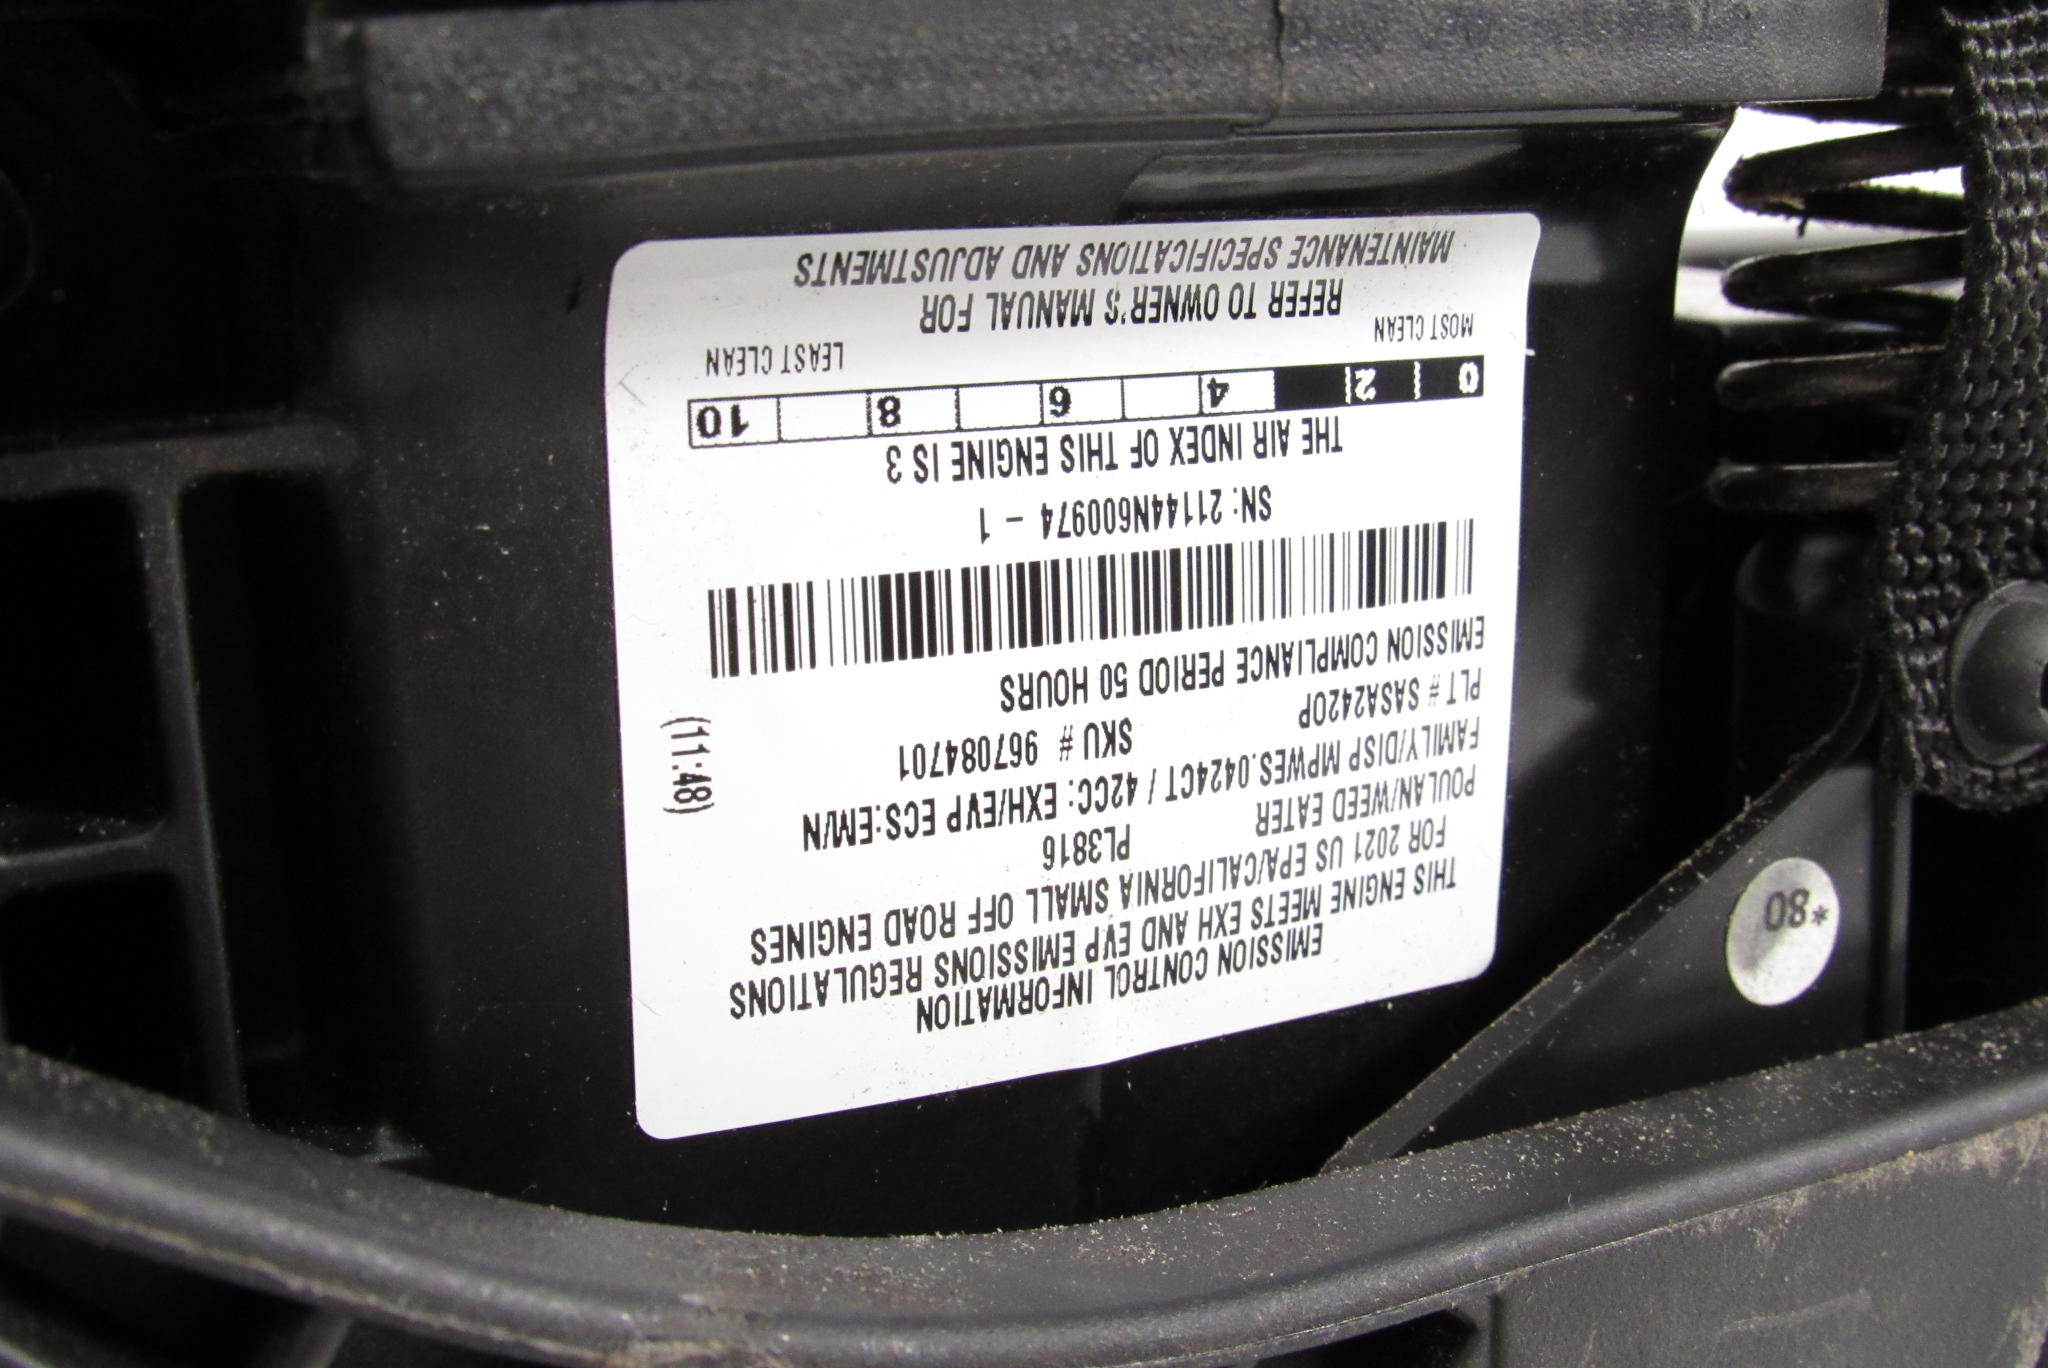 EMISSION CONTROL INFORMATION
THIS ENGINE MEETS EXH AND EVP EMISSIONS REGULATIONS
FOR 2021 US EPA/CALIFORNIA SMALL OFF ROAD ENGINES
POULAN/WEED EATER PL3816
FAMILY/DISP MPWES.0424CT / 42CC: EXH/EVP ECS:EM/N
PLT # SASA2420P SKU # 967084701
EMISSION COMPLIANCE PERIOD 50 HOURS
(11:48)
SN: 21144N600974 - 1
THE AIR INDEX OF THIS ENGINE IS 3
0 2 4 6 8 10
MOST CLEAN LEAST CLEAN
REFER TO OWNER'S MANUAL FOR
MAINTENANCE SPECIFICATIONS AND ADJUSTMENTS
*80